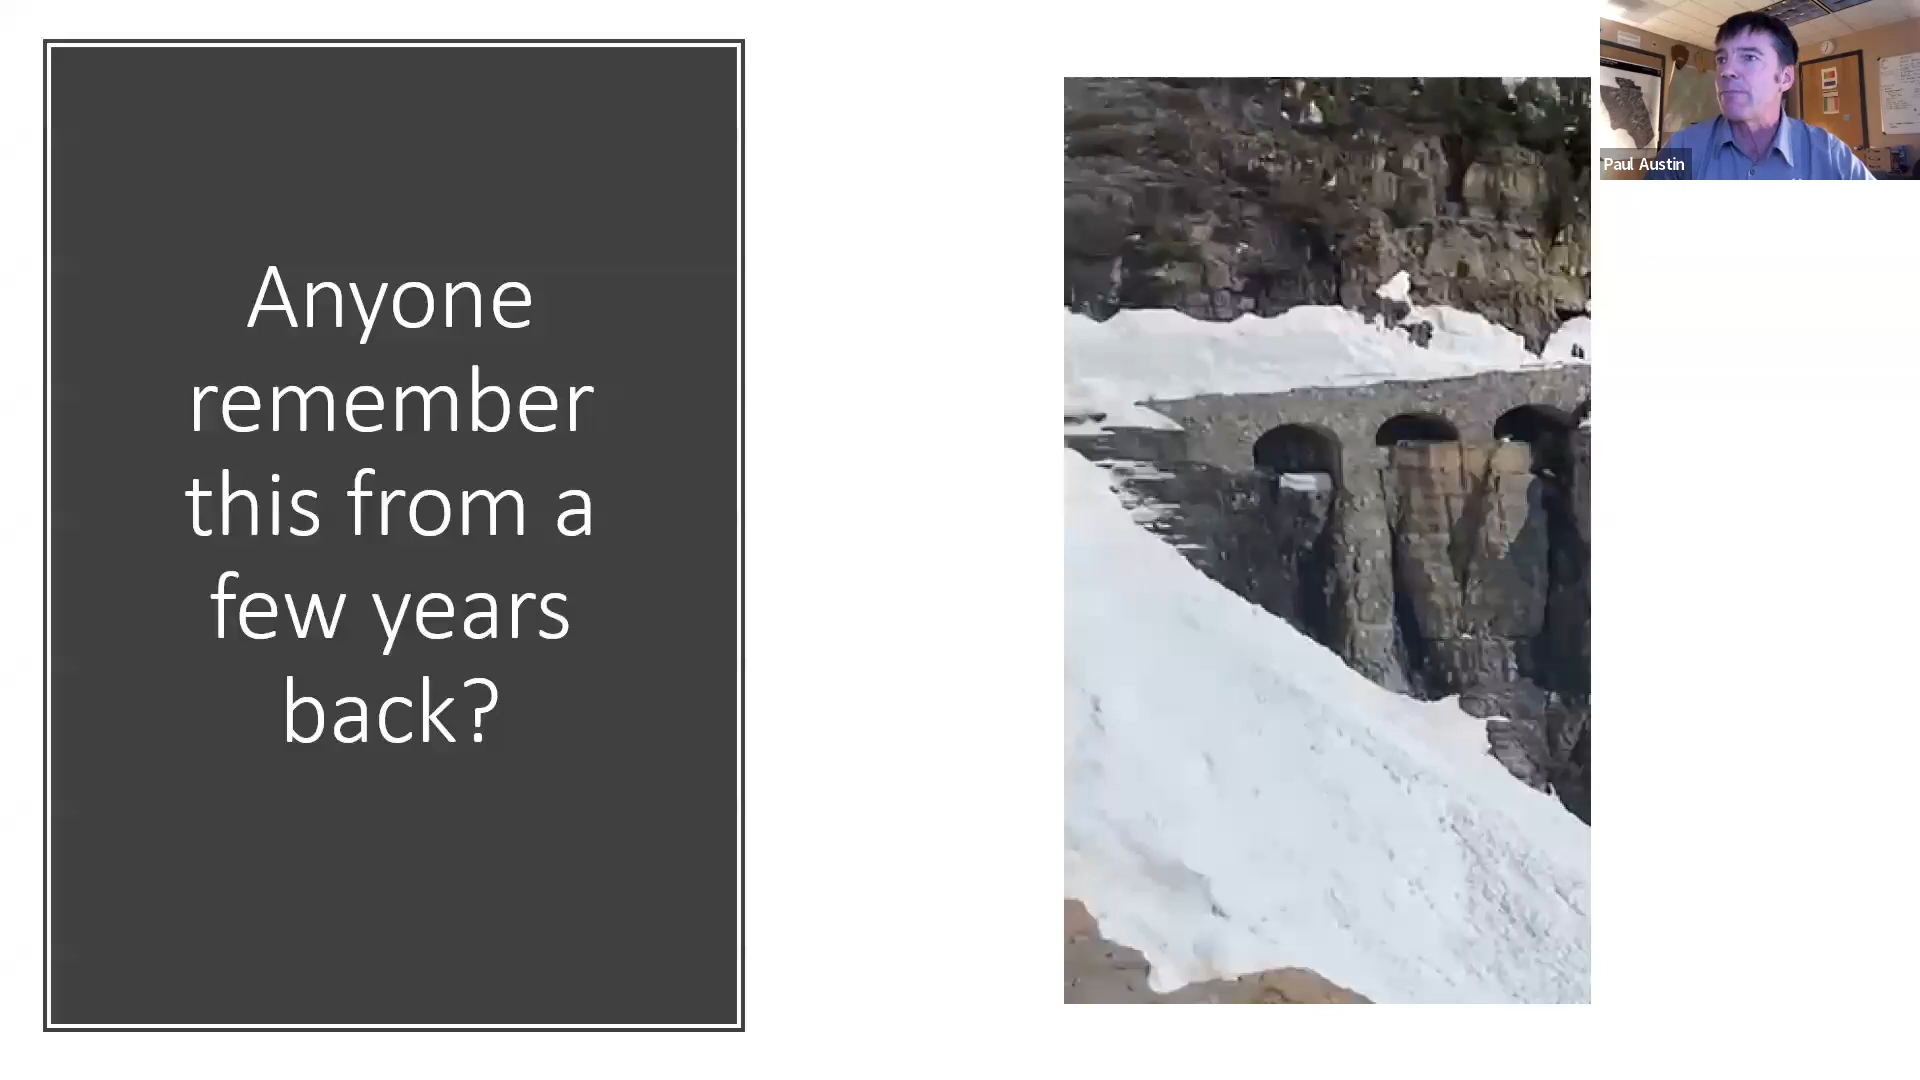 Anyone
remember
this from a
few years
back?
Paul Austin